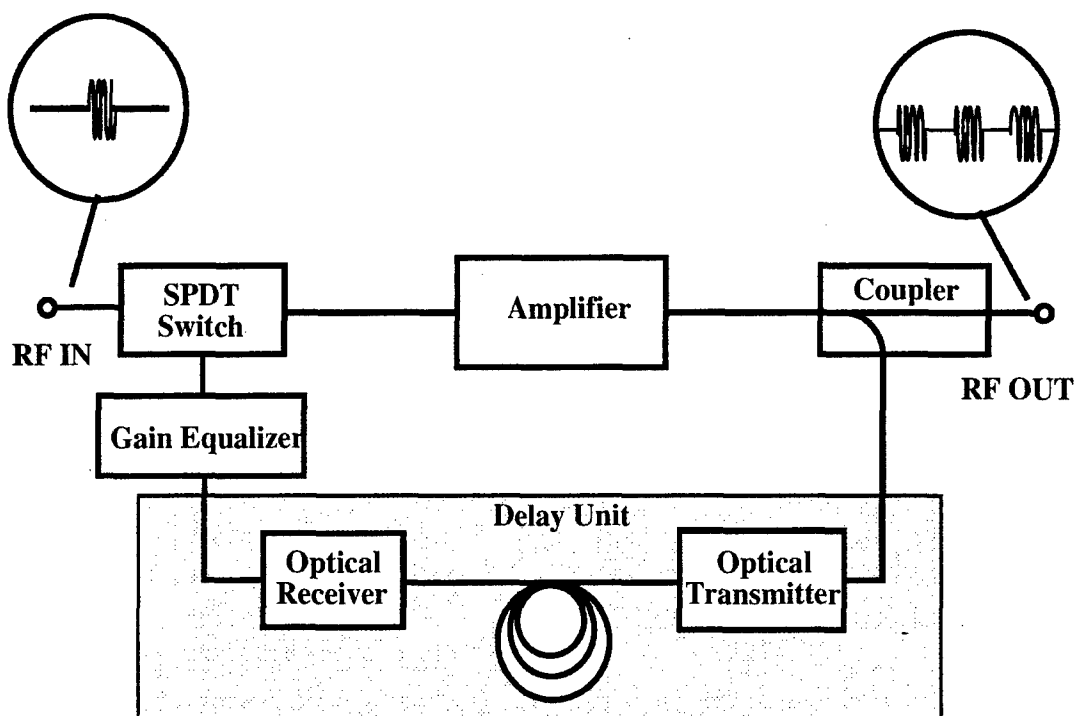 SPDT
Switch
Amplifier
Coupler
RF IN
RF OUT
Gain Equalizer
Delay Unit
Optical
Receiver
Optical
Transmitter